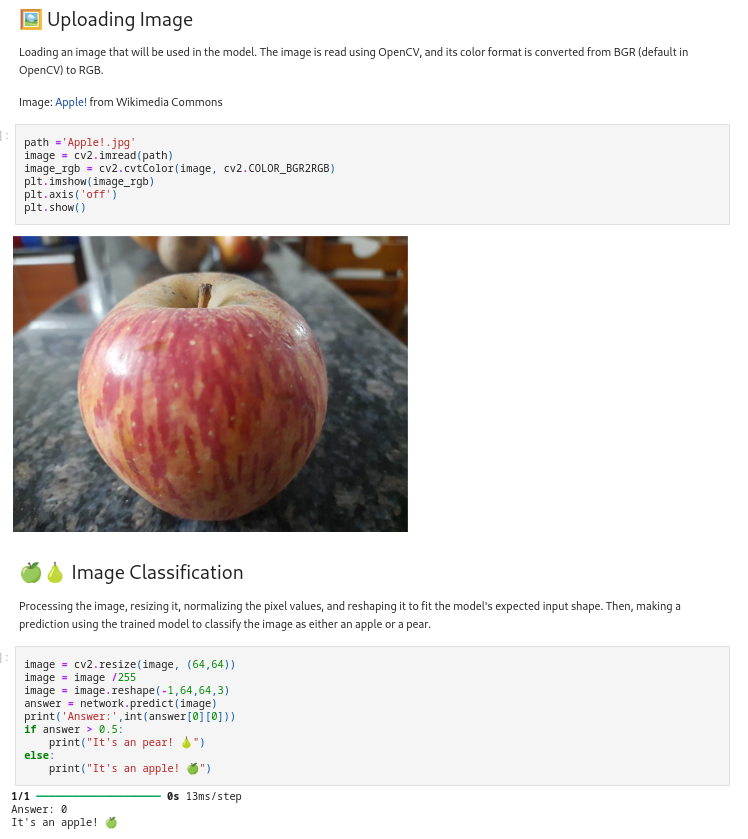 🖼️ Uploading Image
Loading an image that will be used in the model. The image is read using OpenCV, and its color format is converted from BGR (default in
OpenCV) to RGB.
Image: Apple! from Wikimedia Commons
]:
path ='Apple!.jpg'
image = cv2.imread(path)
image_rgb = cv2.cvtColor(image, cv2.COLOR_BGR2RGB)
plt.imshow(image_rgb)
plt.axis('off')
plt.show()
🍏🍐 Image Classification
Processing the image, resizing it, normalizing the pixel values, and reshaping it to fit the model's expected input shape. Then, making a
prediction using the trained model to classify the image as either an apple or a pear.
]:
image = cv2.resize(image, (64,64))
image = image /255
image = image.reshape(-1,64,64,3)
answer = network.predict(image)
print('Answer:',int(answer[0][0]))
if answer > 0.5:
    print("It's an pear! 🍐")
else:
    print("It's an apple! 🍏")
1/1 ━━━━━━━━━━━━━━━━━━━━ 0s 13ms/step
Answer: 0
It's an apple! 🍏